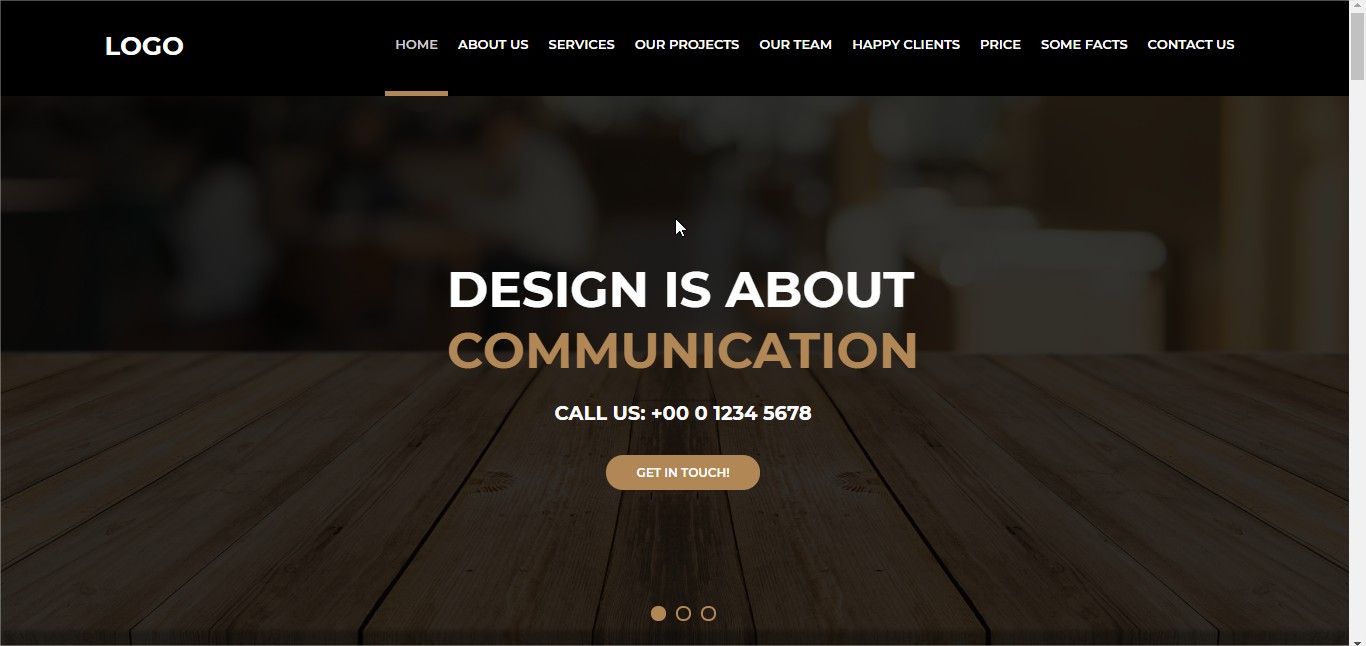 LOGO
HOME ABOUT US SERVICES OUR PROJECTS OUR TEAM HAPPY CLIENTS PRICE SOME FACTS CONTACT US
DESIGN IS ABOUT
COMMUNICATION
CALL US: +00 0 1234 5678
GET IN TOUCH!